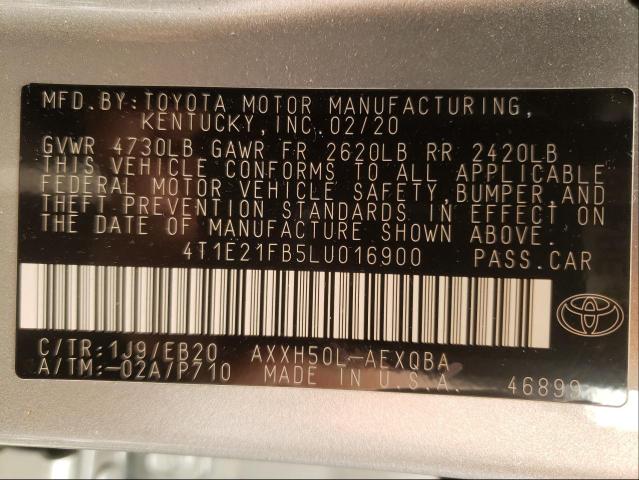 MFD. BY: TOYOTA MOTOR MANUFACTURING,
KENTUCKY, INC. 02/20
GVWR 4730LB GAWR FR 2620LB RR 2420LB
THIS VEHICLE CONFORMS TO ALL APPLICABLE
FEDERAL MOTOR VEHICLE SAFETY, BUMPER, AND
THEFT PREVENTION STANDARDS IN EFFECT ON
THE DATE OF MANUFACTURE SHOWN ABOVE.
4T1E21FB5LU016900 PASS.CAR
C/TR: 1J9/EB20 AXXH50L-AEXQBA
A/TM:-02A/P710 MADE IN U.S.A. 46899